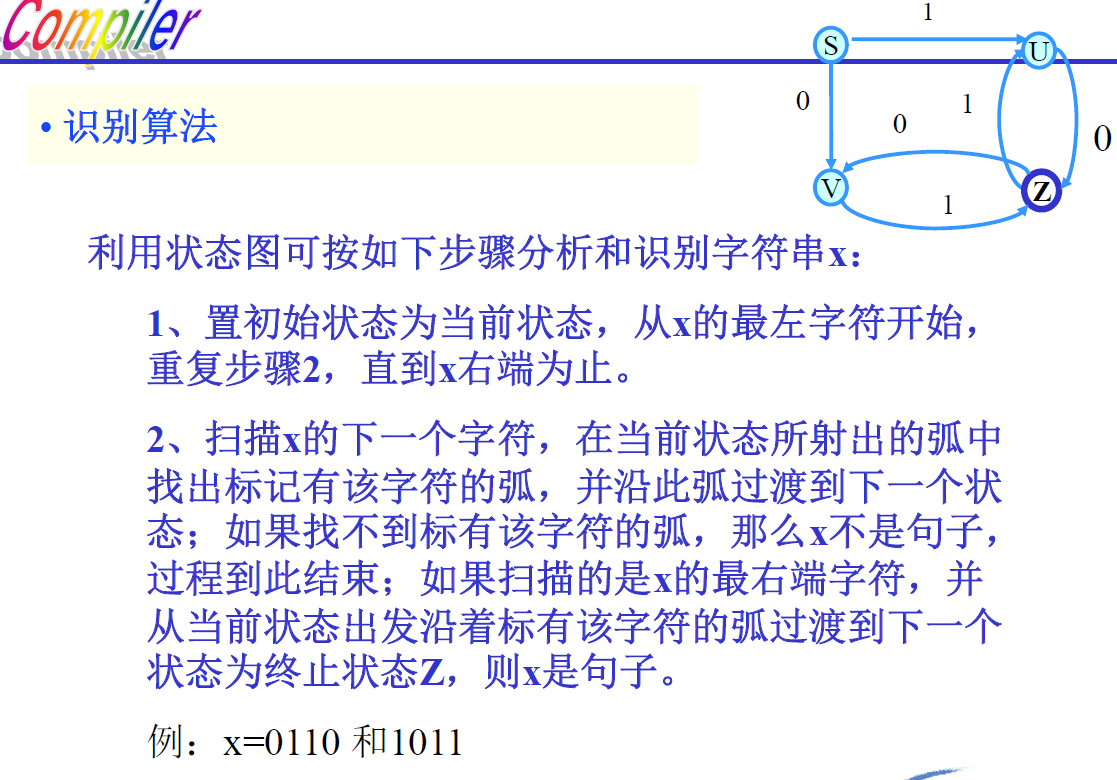 Compiler
1
S
U
0
1
0
0
• 识别算法
V
Z
1
利用状态图可按如下步骤分析和识别字符串x：
1、置初始状态为当前状态，从x的最左字符开始，
重复步骤2，直到x右端为止。
2、扫描x的下一个字符，在当前状态所射出的弧中
找出标记有该字符的弧，并沿此弧过渡到下一个状
态；如果找不到标有该字符的弧，那么x不是句子，
过程到此结束；如果扫描的是x的最右端字符，并
从当前状态出发沿着标有该字符的弧过渡到下一个
状态为终止状态Z，则x是句子。
例：x=0110 和1011